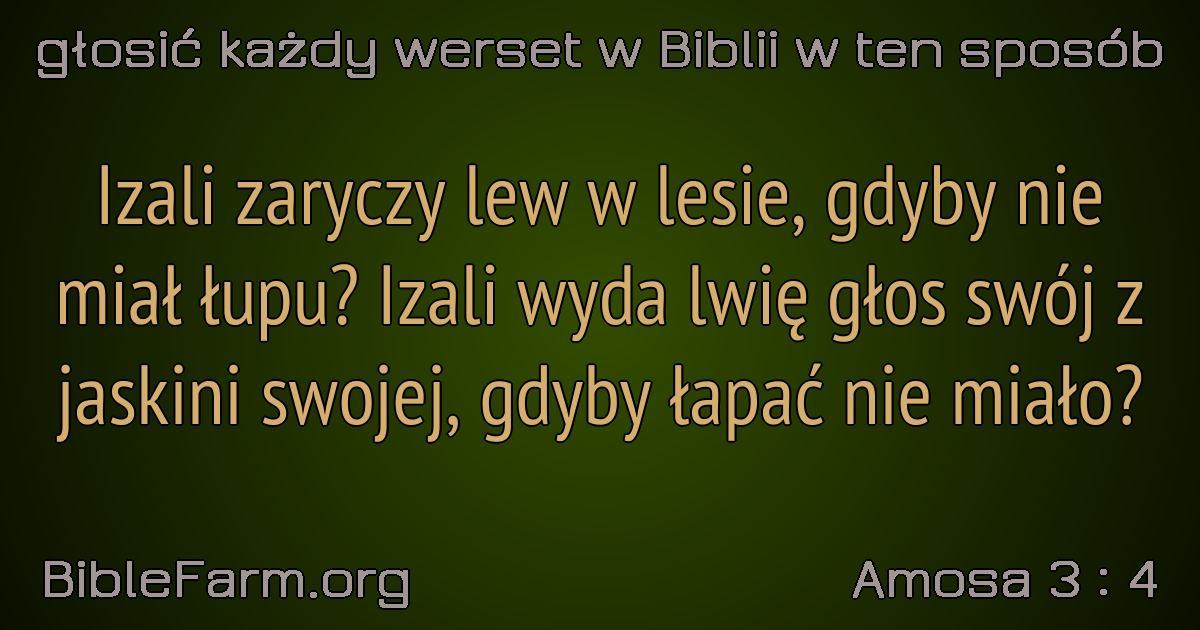 głosić każdy werset w Biblii w ten sposób
Izali zaryczy lew w lesie, gdyby nie
miał łupu? Izali wyda lwię głos swój z
jaskini swojej, gdyby łapać nie miało?
BibleFarm.org
Amosa 3 : 4